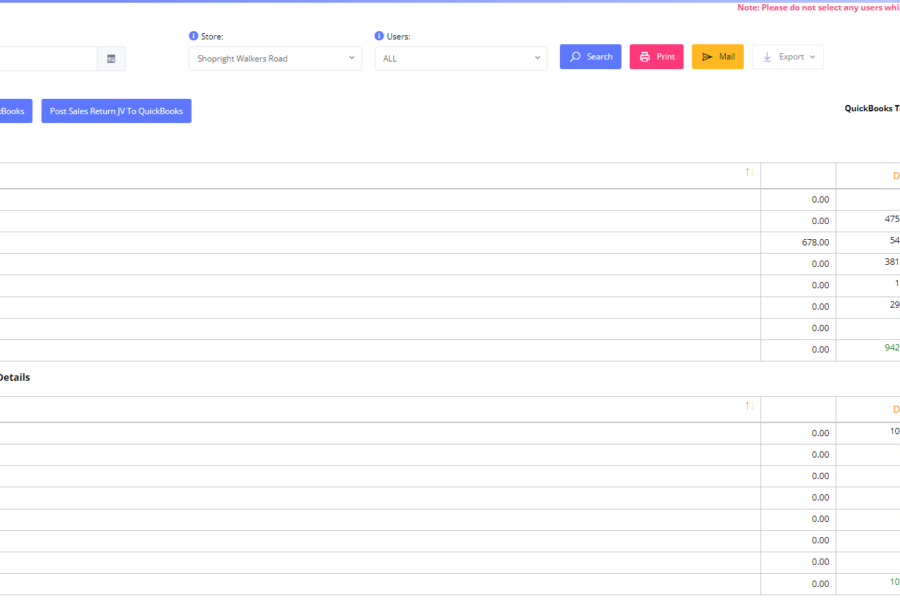 Note: Please do not select any users whi
Store:
Users:
Shopright Walkers Road
ALL
Search
Print
Mail
Export
Books
Post Sales Return JV To QuickBooks
QuickBooks T
D
0.00
0.00 475
678.00 54
0.00 381
0.00 1
0.00 29
0.00
0.00 942
Details
D
0.00 10
0.00
0.00
0.00
0.00
0.00
0.00
0.00 10